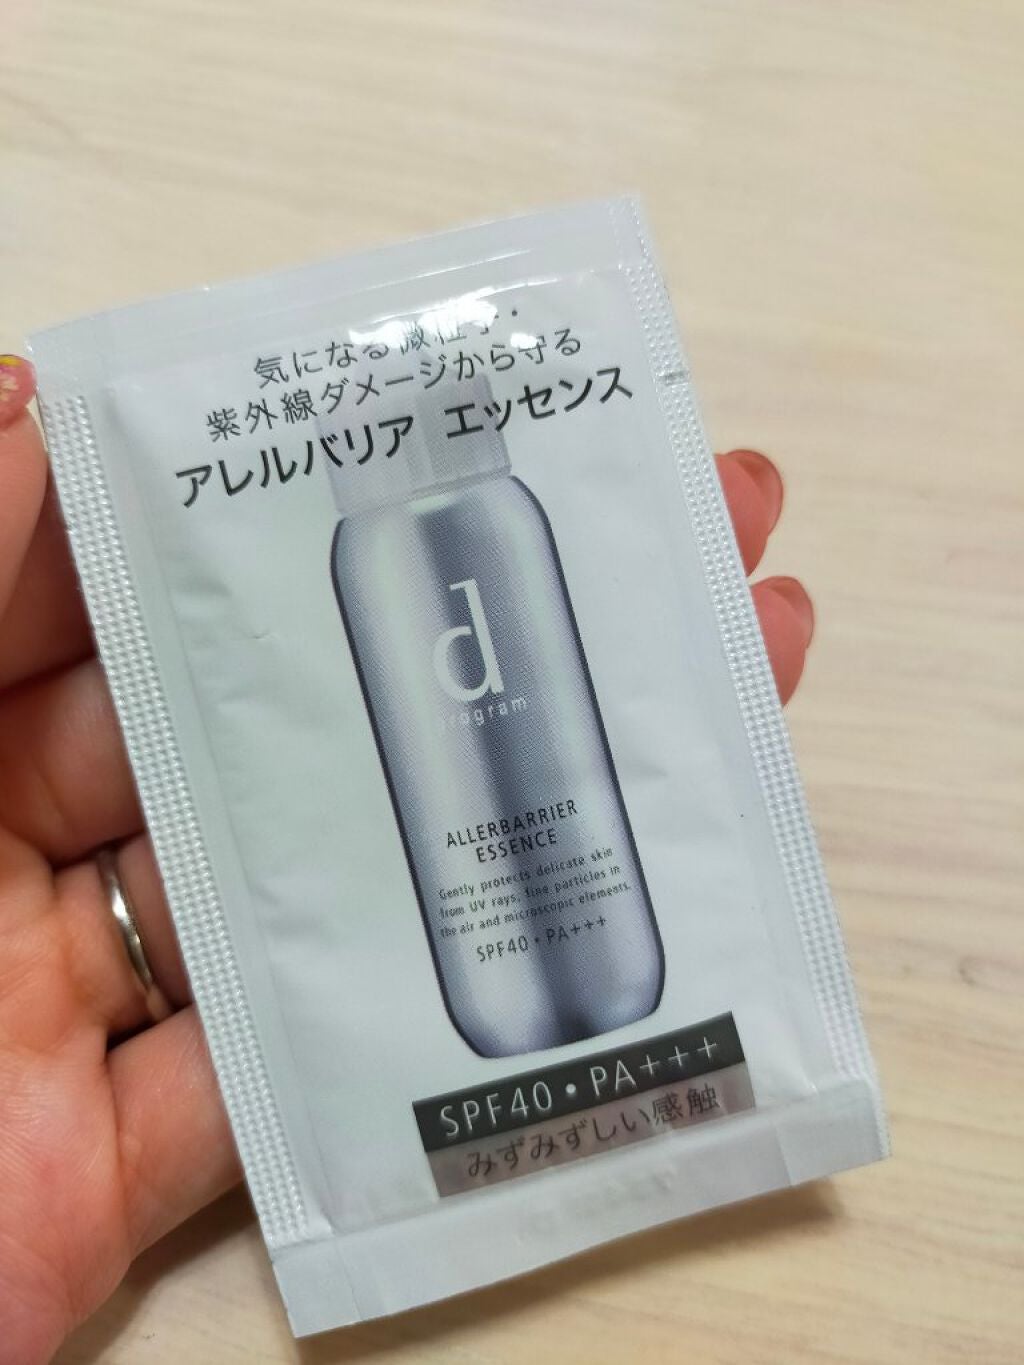 気になる微粒子・
紫外線ダメージから守る
アレルバリア エッセンス
d
program
ALLERBARRIER
ESSENCE
Gently protects delicate skin
from UV rays, fine particles in
the air and microscopic elements.
SPF40・PA+++
SPF40・PA+++
みずみずしい感触